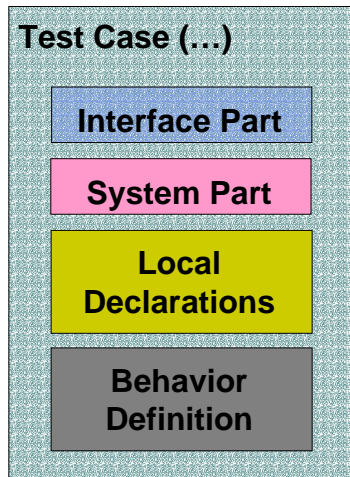 Test Case (…)
Interface Part
System Part
Local
Declarations
Behavior
Definition